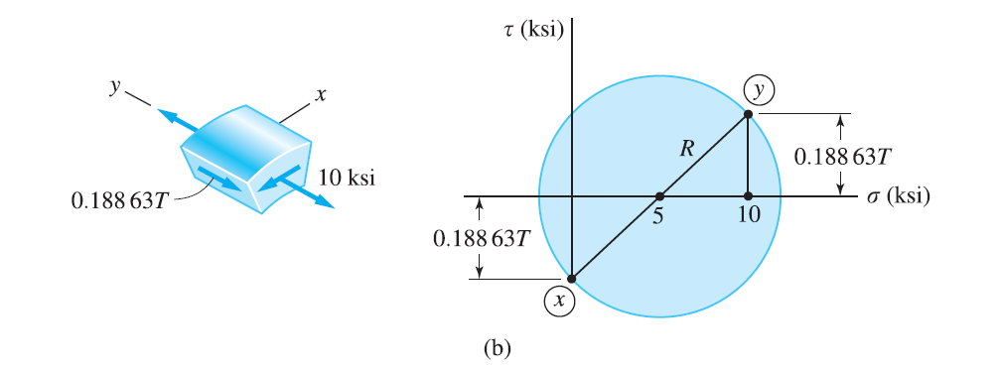 y
x
0.188 63T
10 ksi
τ (ksi)
y
R
0.188 63T
σ (ksi)
5
10
0.188 63T
x
(b)